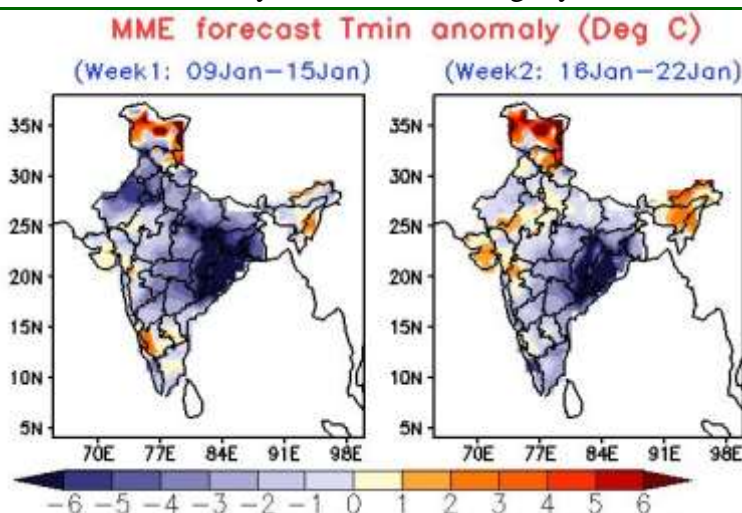 MME forecast Tmin anomaly (Deg C)
(Week1: 09Jan-15Jan) (Week2: 16Jan-22Jan)
35N 35N
30N 30N
25N 25N
20N 20N
15N 15N
10N 10N
5N 5N
70E 77E 84E 91E 98E 70E 77E 84E 91E 98E
-6 -5 -4 -3 -2 -1 0 1 2 3 4 5 6